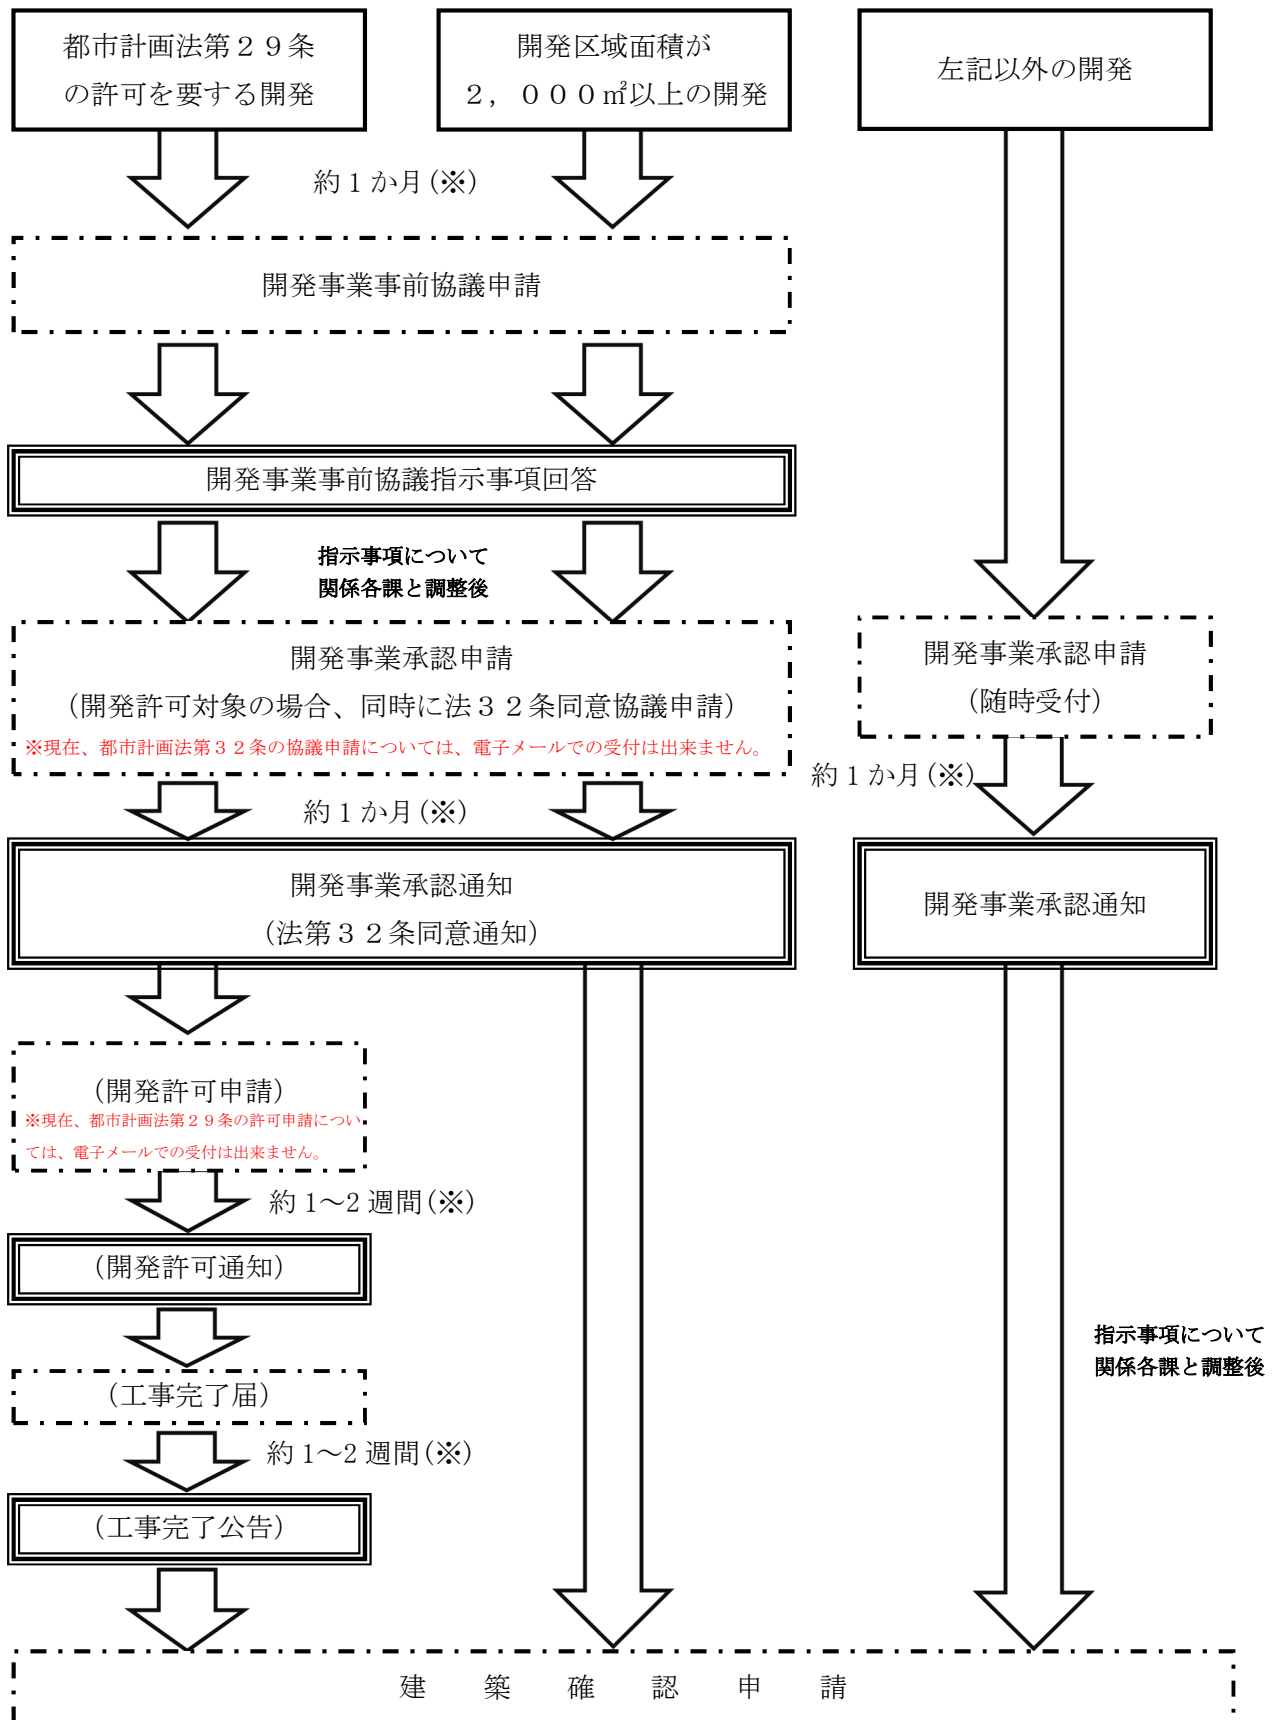 都市計画法第２９条
の許可を要する開発
開発区域面積が
２，０００㎡以上の開発
左記以外の開発
約１か月(※)
開発事業事前協議申請
開発事業事前協議指示事項回答
指示事項について
関係各課と調整後
開発事業承認申請
（開発許可対象の場合、同時に法３２条同意協議申請）
※現在、都市計画法第３２条の協議申請については、電子メールでの受付は出来ません。
開発事業承認申請
（随時受付）
約１か月(※)
約１か月(※)
開発事業承認通知
（法第３２条同意通知）
開発事業承認通知
（開発許可申請）
※現在、都市計画法第２９条の許可申請につい
ては、電子メールでの受付は出来ません。
約 1～2 週間(※)
（開発許可通知）
指示事項について
関係各課と調整後
（工事完了届）
約 1～2 週間(※)
（工事完了公告）
建　築　確　認　申　請